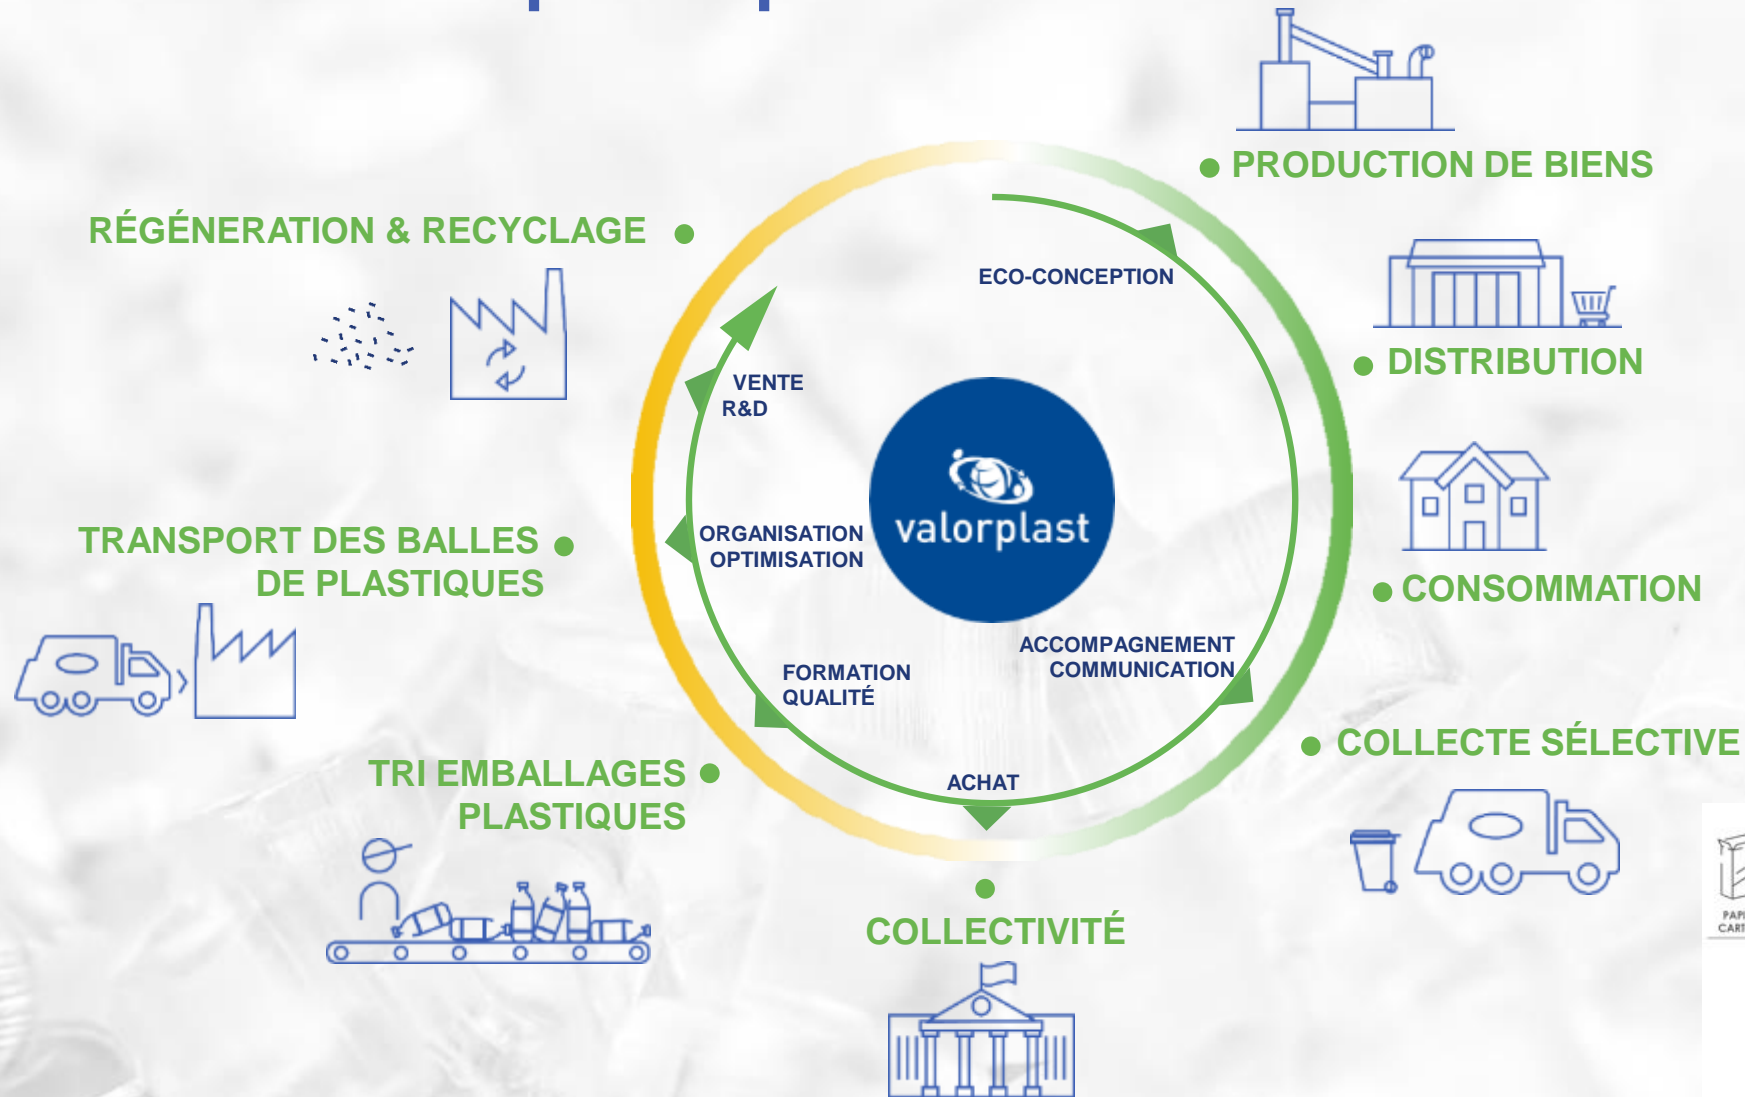 PRODUCTION DE BIENS
RÉGÉNERATION & RECYCLAGE
ECO-CONCEPTION
DISTRIBUTION
VENTE
R&D
valorplast
ORGANISATION
OPTIMISATION
TRANSPORT DES BALLES
DE PLASTIQUES
CONSOMMATION
ACCOMPAGNEMENT
COMMUNICATION
FORMATION
QUALITÉ
COLLECTE SÉLECTIVE
TRI EMBALLAGES
PLASTIQUES
ACHAT
COLLECTIVITÉ